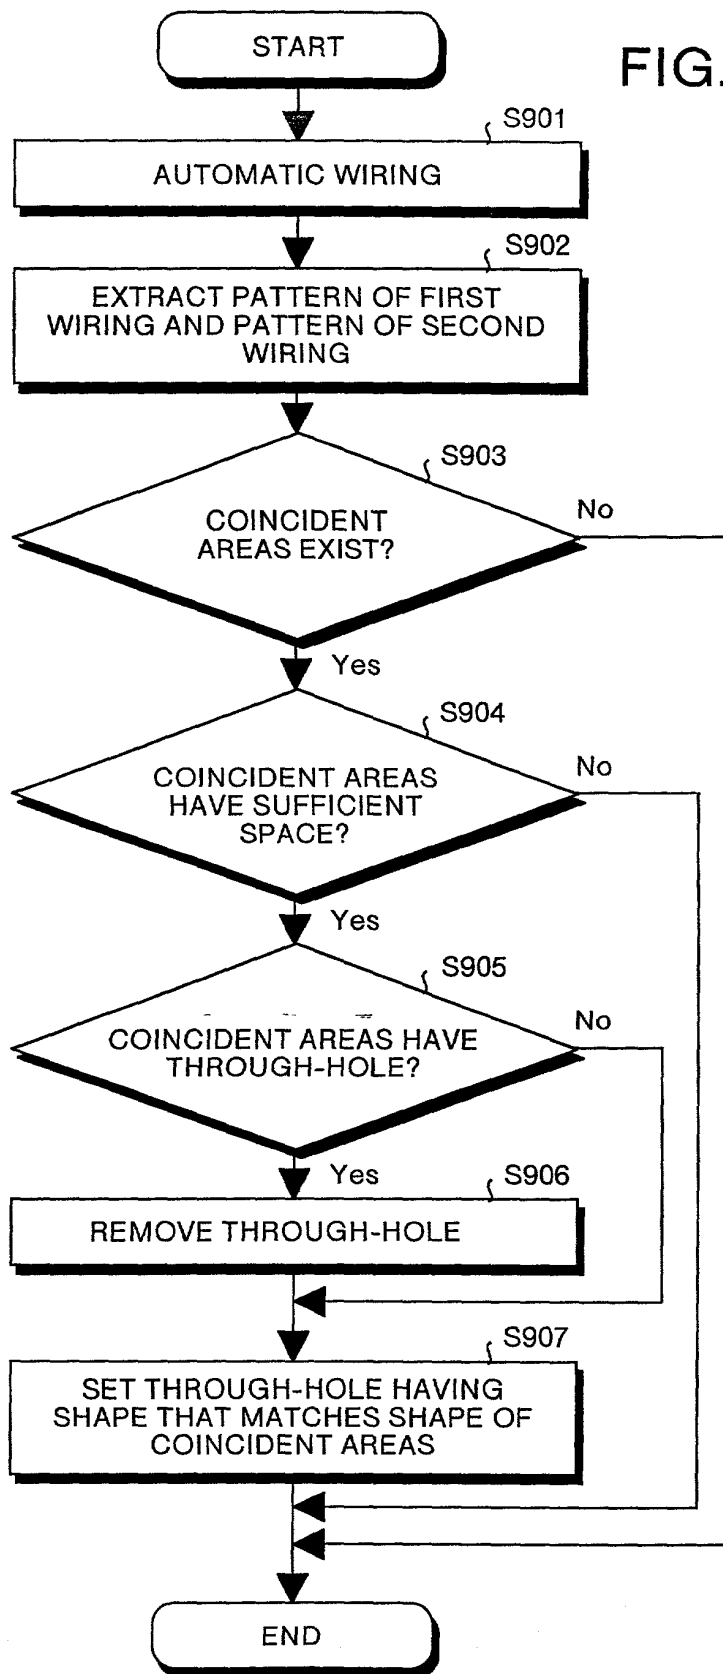 START
FIG.
S901
AUTOMATIC WIRING
S902
EXTRACT PATTERN OF FIRST
WIRING AND PATTERN OF SECOND
WIRING
S903
COINCIDENT
AREAS EXIST?
No
Yes
S904
COINCIDENT AREAS
HAVE SUFFICIENT
SPACE?
No
Yes
S905
COINCIDENT AREAS HAVE
THROUGH-HOLE?
No
Yes
S906
REMOVE THROUGH-HOLE
S907
SET THROUGH-HOLE HAVING
SHAPE THAT MATCHES SHAPE OF
COINCIDENT AREAS
END